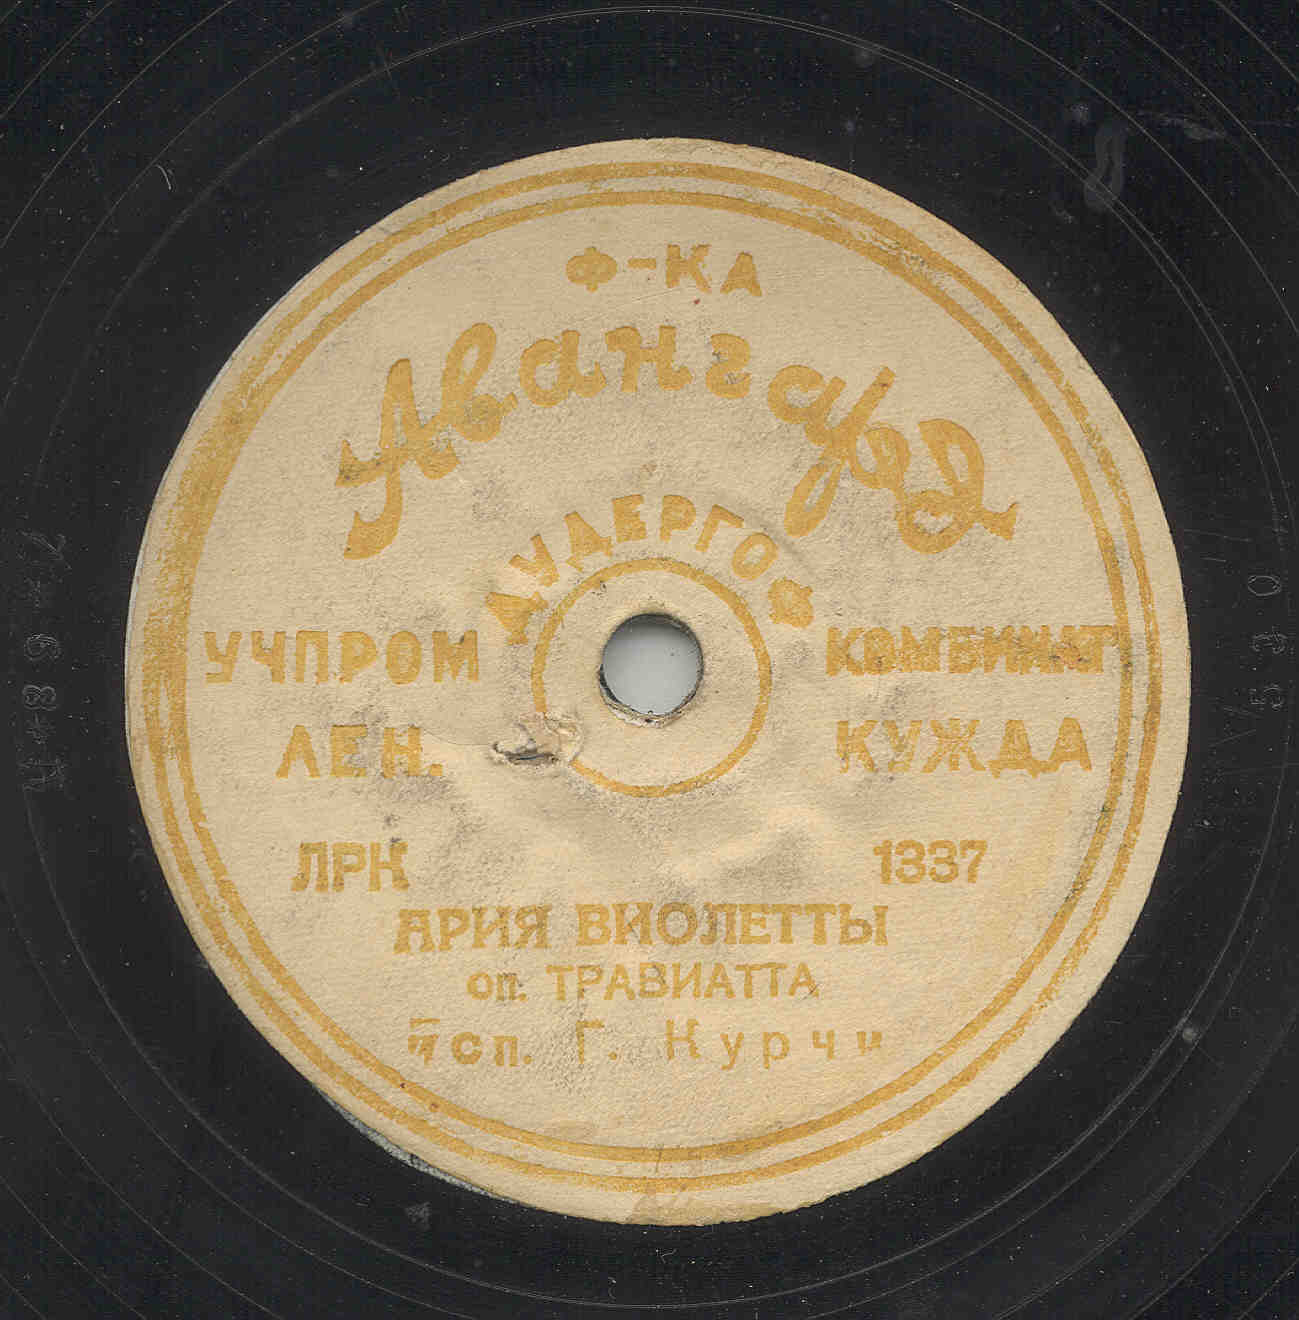 Ф-КА
Авангард
ДУДЕРГОФ
УЧПРОМ КОМБИНАТ
ЛЕН. КУЖДА
ЛРК 1337
АРИЯ ВИОЛЕТТЫ
оп. ТРАВИАТТА
исп. Г. Курчи